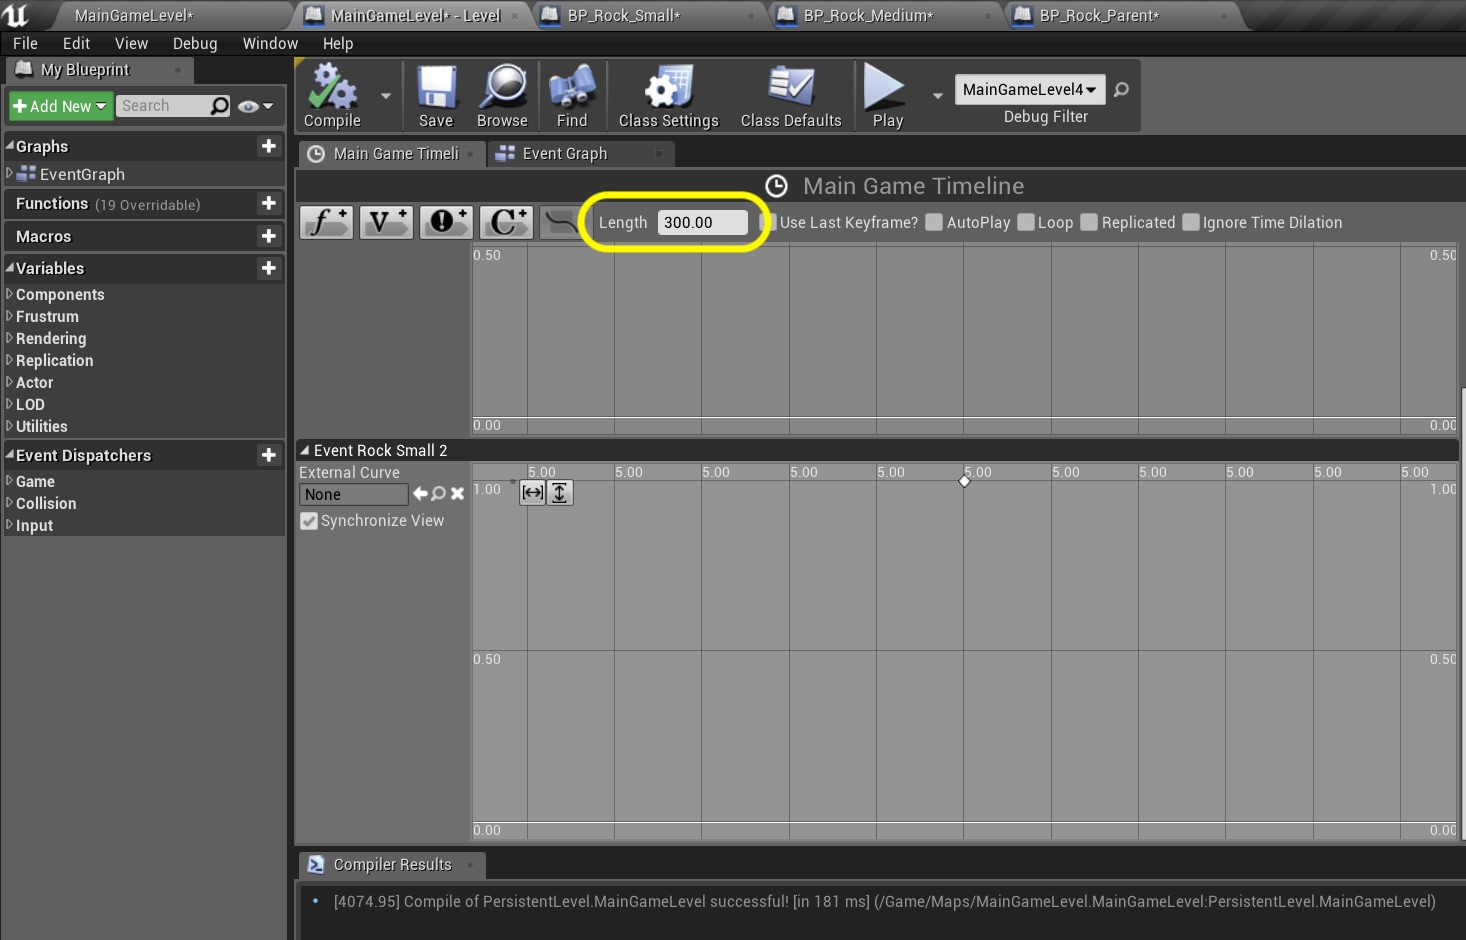 MainGameLevel*
MainGameLevel* - Level
BP_Rock_Small*
BP_Rock_Medium*
BP_Rock_Parent*
File Edit View Debug Window Help
My Blueprint
Add New
Search
Compile
Save
Browse
Find
Class Settings
Class Defaults
Play
MainGameLevel4
Debug Filter
Graphs
EventGraph
Functions (19 Overridable)
Macros
Variables
Components
Frustrum
Rendering
Replication
Actor
LOD
Utilities
Event Dispatchers
Game
Collision
Input
Main Game Timeli
Event Graph
Main Game Timeline
f V ! C Length 300.00 Use Last Keyframe? AutoPlay Loop Replicated Ignore Time Dilation
0.50 0.50
0.00 0.00
Event Rock Small 2
External Curve
None
Synchronize View
5.00 5.00 5.00 5.00 5.00 5.00 5.00 5.00 5.00 5.00 5.00
1.00 1.00
0.50 0.50
0.00 0.00
Compiler Results
[4074.95] Compile of PersistentLevel.MainGameLevel successful! [in 181 ms] (/Game/Maps/MainGameLevel.MainGameLevel:PersistentLevel.MainGameLevel)